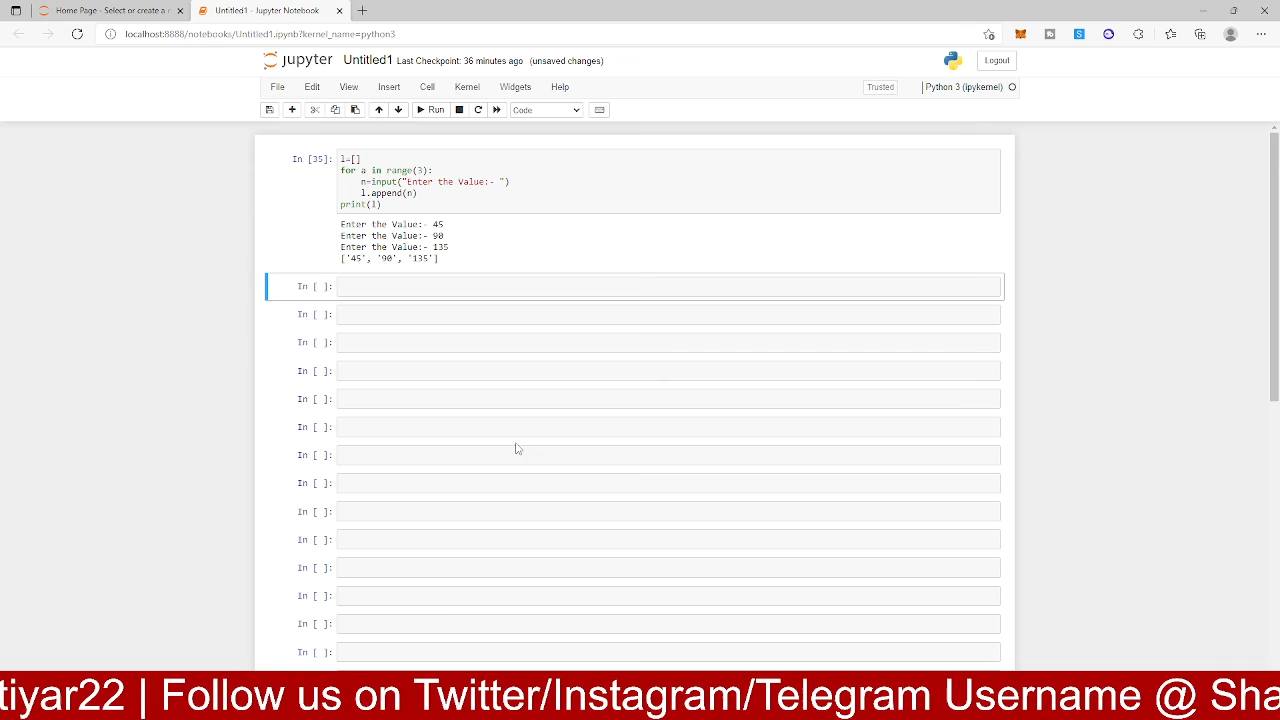 Home Page - Select or create a n
Untitled1 - Jupyter Notebook
localhost:8888/notebooks/Untitled1.ipynb?kernel_name=python3
jupyter Untitled1 Last Checkpoint: 36 minutes ago (unsaved changes)
Logout
File Edit View Insert Cell Kernel Widgets Help
Trusted
Python 3 (ipykernel)
Run
Code
In [35]:
l=[]
for a in range(3):
    n=input("Enter the Value:- ")
    l.append(n)
print(l)
Enter the Value:- 45
Enter the Value:- 90
Enter the Value:- 135
['45', '90', '135']
In [ ]:
In [ ]:
In [ ]:
In [ ]:
In [ ]:
In [ ]:
In [ ]:
In [ ]:
In [ ]:
In [ ]:
In [ ]:
In [ ]:
In [ ]:
In [ ]:
tiyar22 | Follow us on Twitter/Instagram/Telegram Username @ Sha